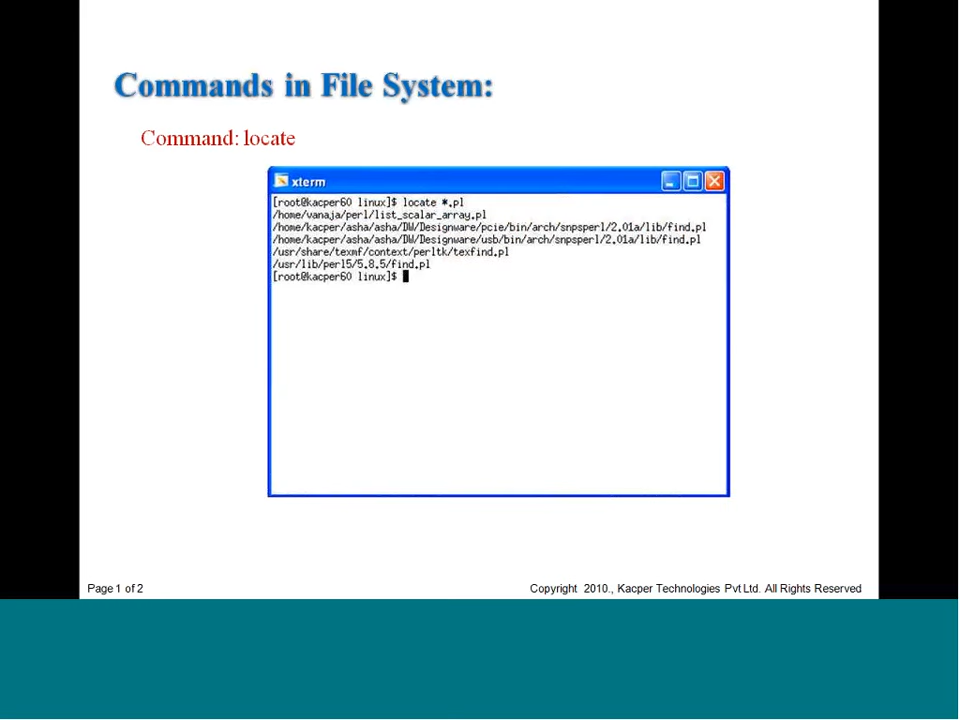 Commands in File System:
Command: locate
xterm
[root@kacper60 linux]$ locate *.pl
/home/vanaja/perl/list_scalar_array.pl
/home/kacper/asha/asha/DW/Designware/pcie/bin/arch/snpsperl/2.01a/lib/find.pl
/home/kacper/asha/asha/DW/Designware/usb/bin/arch/snpsperl/2.01a/lib/find.pl
/usr/share/texmf/context/perltk/texfind.pl
/usr/lib/perl5/5.8.5/find.pl
[root@kacper60 linux]$
Page 1 of 2
Copyright 2010., Kacper Technologies Pvt Ltd. All Rights Reserved